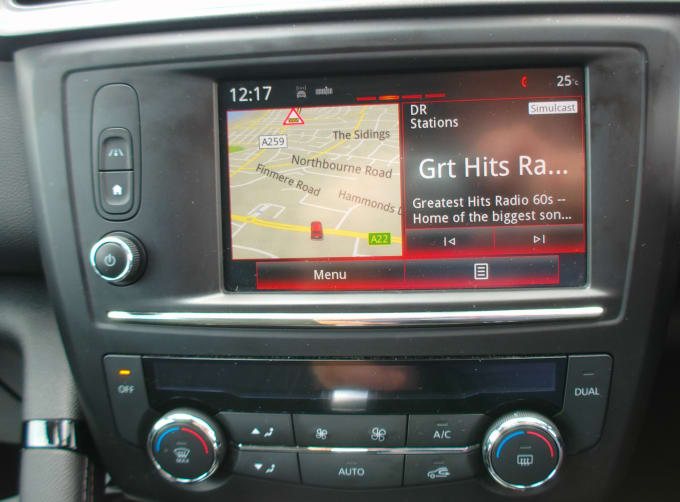 12:17
25°c
DR
Stations
Simulcast
A259
The Sidings
Northbourne Road
Finmere Road
Hammonds
A22
Grt Hits Ra...
Greatest Hits Radio 60s --
Home of the biggest son...
Menu
OFF
DUAL
MAX
A/C
AUTO